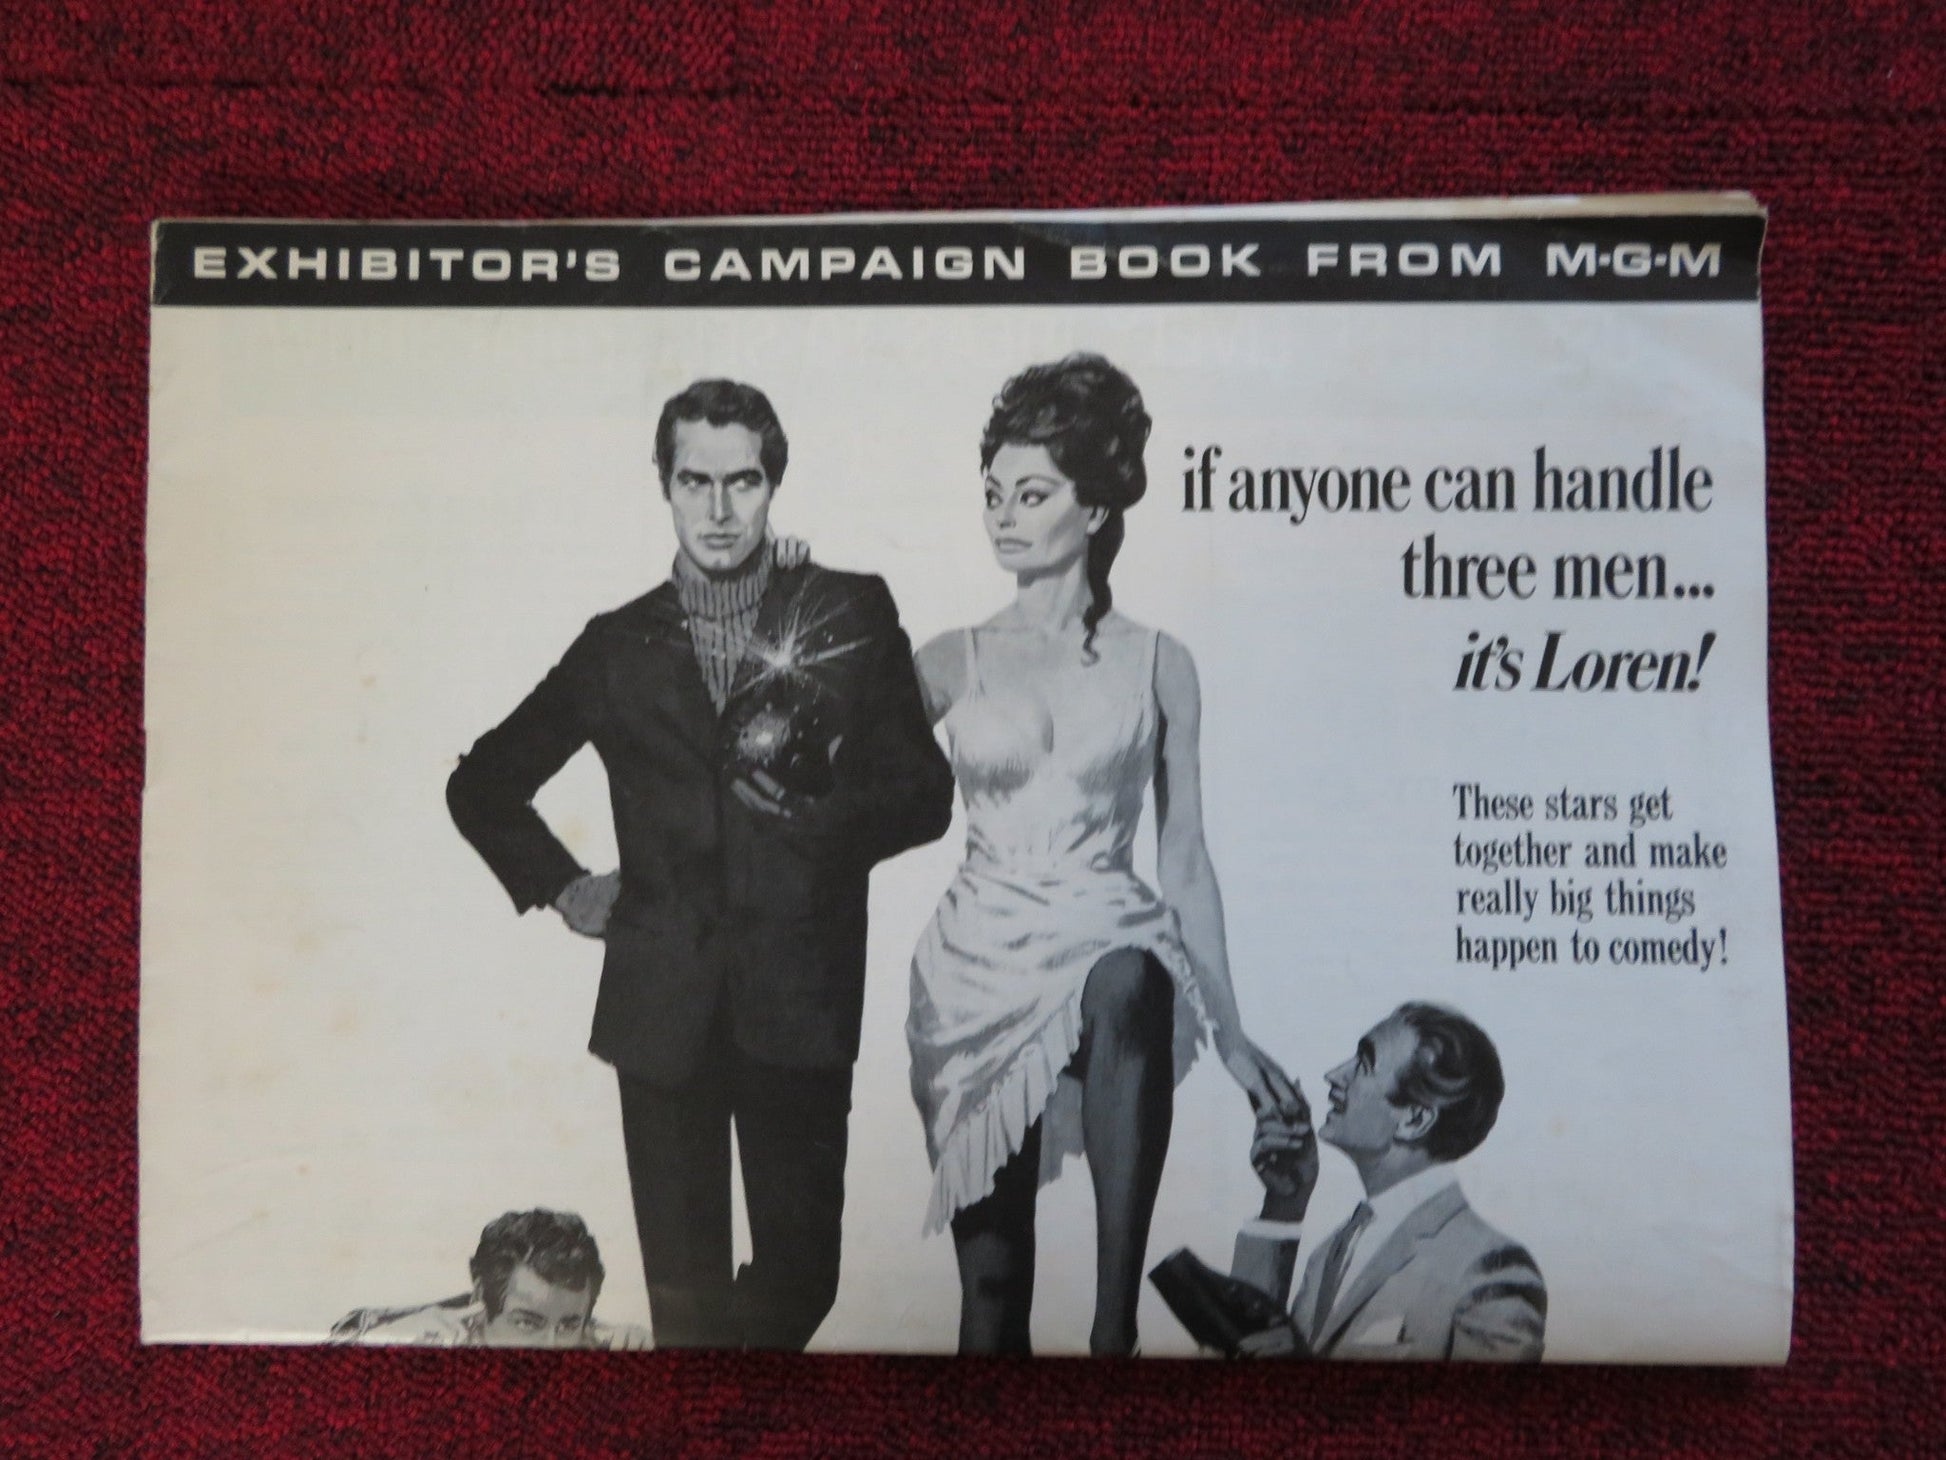 EXHIBITOR'S CAMPAIGN BOOK FROM M·G·M
if anyone can handle
three men...
it's Loren!
These stars get
together and make
really big things
happen to comedy!